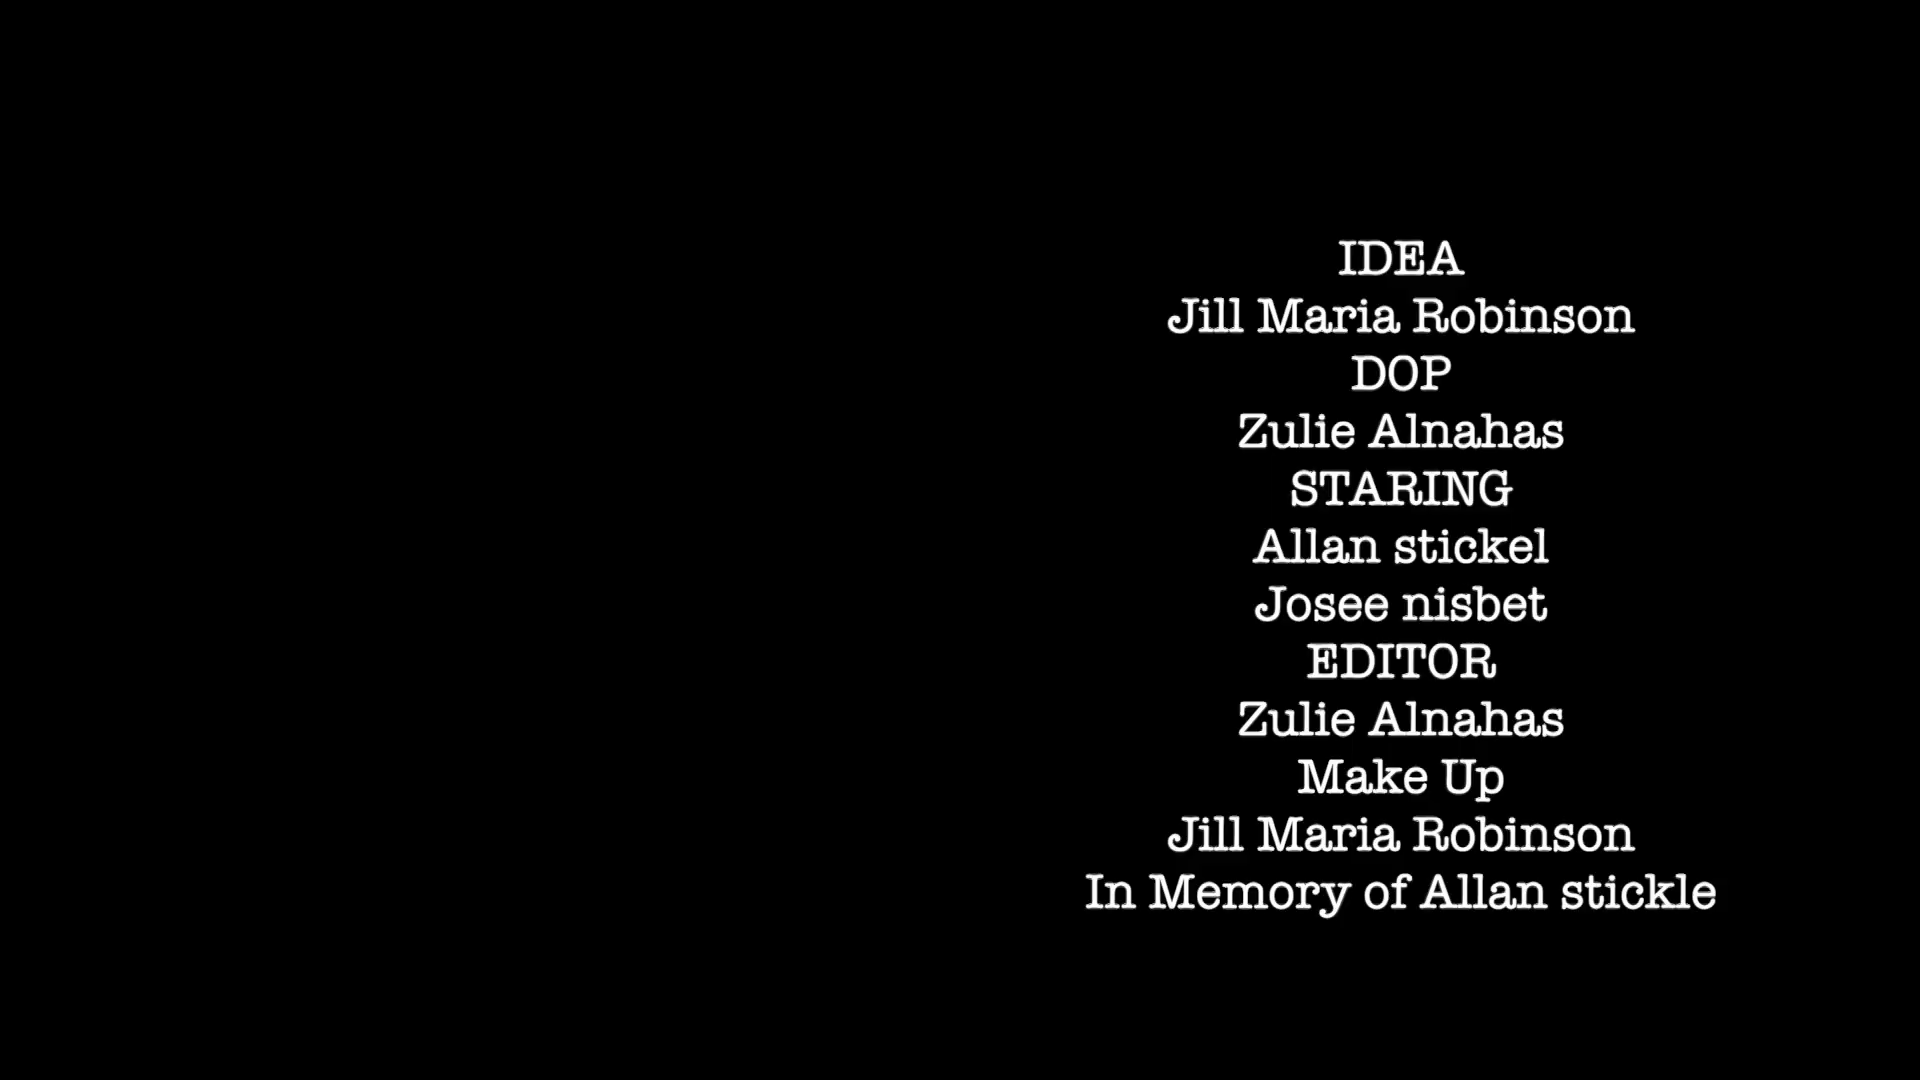 IDEA
Jill Maria Robinson
DOP
Zulie Alnahas
STARING
Allan stickel
Josee nisbet
EDITOR
Zulie Alnahas
Make Up
Jill Maria Robinson
In Memory of Allan stickle